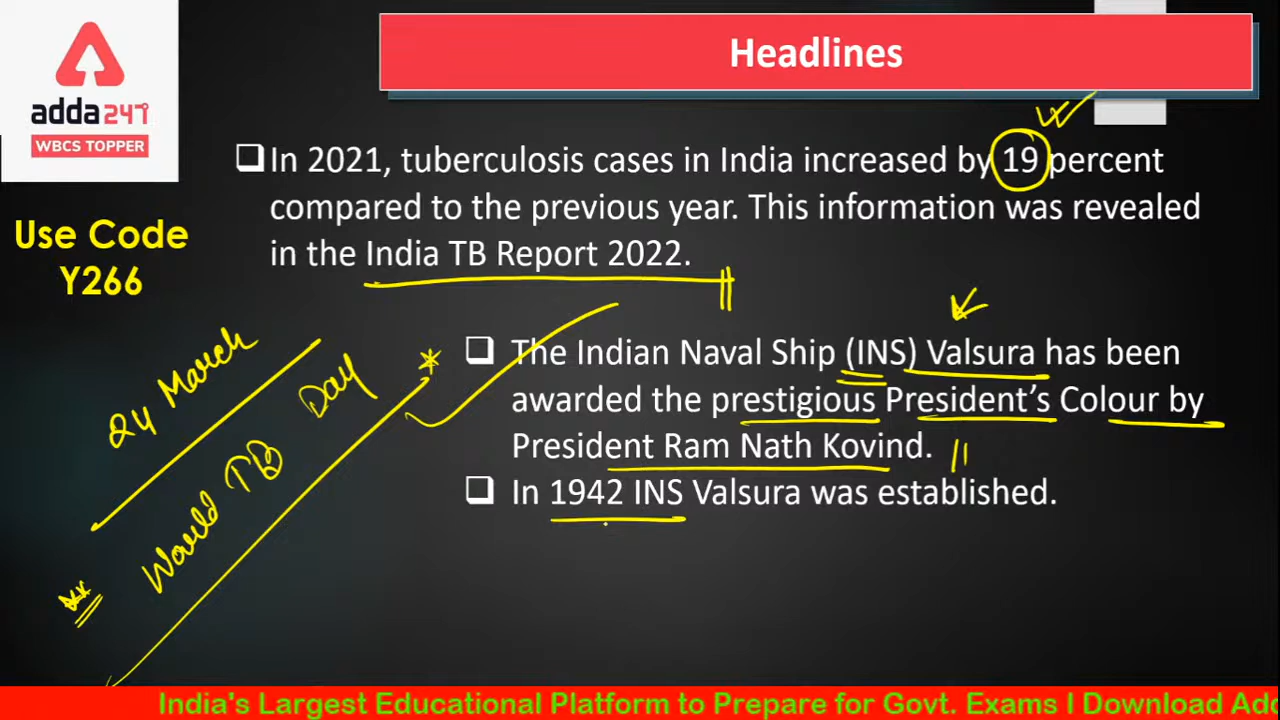 Headlines
adda247
WBCS TOPPER
Use Code
Y266
❑ In 2021, tuberculosis cases in India increased by 19 percent
compared to the previous year. This information was revealed
in the India TB Report 2022.
24 March
World TB Day
❑ The Indian Naval Ship (INS) Valsura has been
awarded the prestigious President's Colour by
President Ram Nath Kovind.
❑ In 1942 INS Valsura was established.
India's Largest Educational Platform to Prepare for Govt. Exams I Download Add